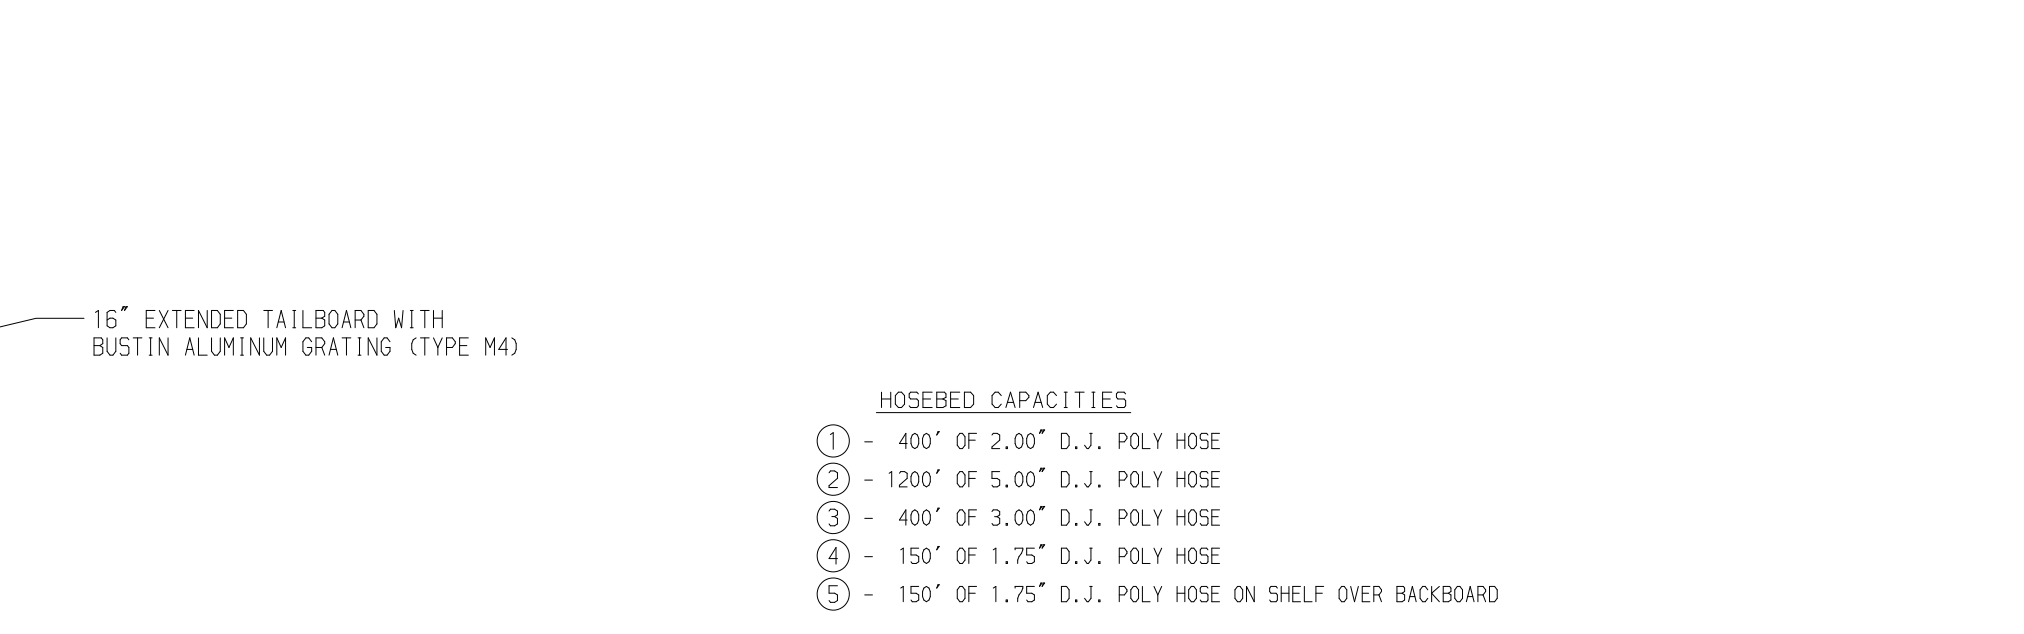 16" EXTENDED TAILBOARD WITH
BUSTIN ALUMINUM GRATING (TYPE M4)
HOSEBED CAPACITIES
1 - 400' OF 2.00" D.J. POLY HOSE
2 - 1200' OF 5.00" D.J. POLY HOSE
3 - 400' OF 3.00" D.J. POLY HOSE
4 - 150' OF 1.75" D.J. POLY HOSE
5 - 150' OF 1.75" D.J. POLY HOSE ON SHELF OVER BACKBOARD